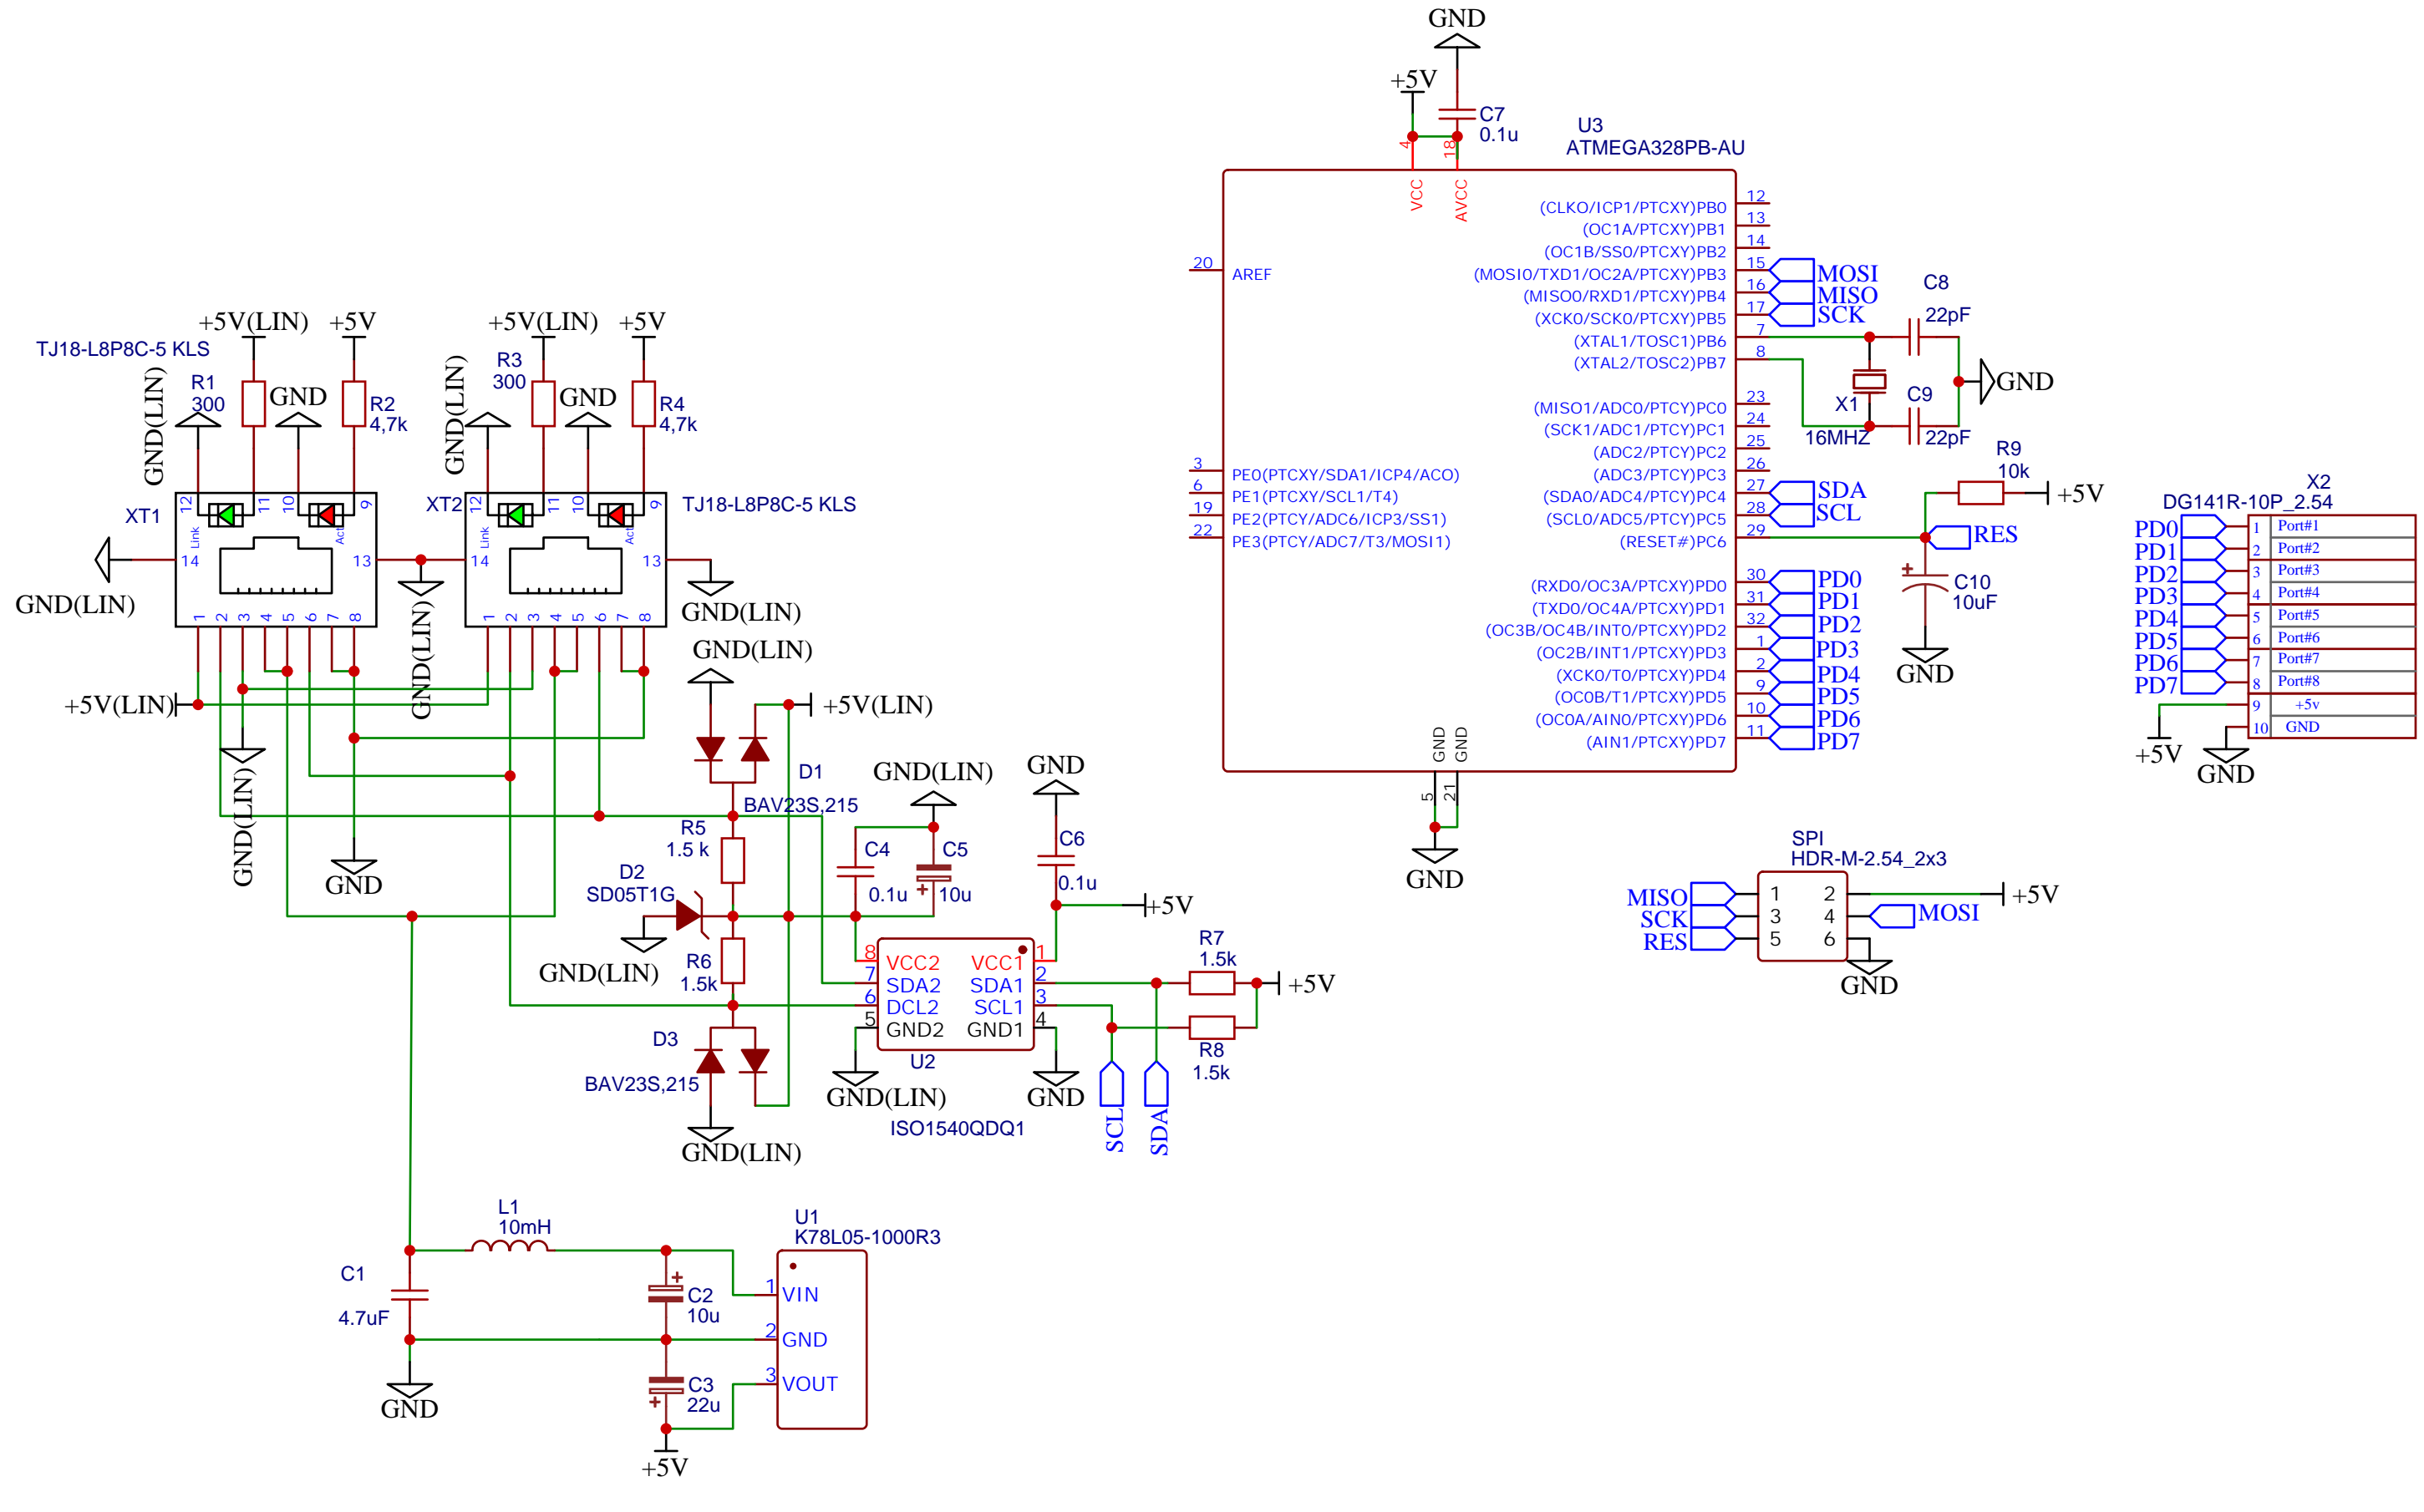 GND
+5V
C7
0.1u
U3
ATMEGA328PB-AU
4
18
VCC
AVCC
(CLKO/ICP1/PTCXY)PB0
12
(OC1A/PTCXY)PB1
13
(OC1B/SS0/PTCXY)PB2
14
20
AREF
(MOSI0/TXD1/OC2A/PTCXY)PB3
15
MOSI
(MISO0/RXD1/PTCXY)PB4
16
MISO
(XCK0/SCK0/PTCXY)PB5
17
SCK
(XTAL1/TOSC1)PB6
7
(XTAL2/TOSC2)PB7
8
C8
22pF
X1
16MHZ
C9
22pF
GND
(MISO1/ADC0/PTCY)PC0
23
(SCK1/ADC1/PTCY)PC1
24
(ADC2/PTCY)PC2
25
(ADC3/PTCY)PC3
26
(SDA0/ADC4/PTCY)PC4
27
SDA
(SCL0/ADC5/PTCY)PC5
28
SCL
(RESET#)PC6
29
RES
R9
10k
+5V
C10
10uF
GND
3
PE0(PTCXY/SDA1/ICP4/ACO)
6
PE1(PTCXY/SCL1/T4)
19
PE2(PTCY/ADC6/ICP3/SS1)
22
PE3(PTCY/ADC7/T3/MOSI1)
(RXD0/OC3A/PTCXY)PD0
30
PD0
(TXD0/OC4A/PTCXY)PD1
31
PD1
(OC3B/OC4B/INT0/PTCXY)PD2
32
PD2
(OC2B/INT1/PTCXY)PD3
1
PD3
(XCK0/T0/PTCXY)PD4
2
PD4
(OC0B/T1/PTCXY)PD5
9
PD5
(OC0A/AIN0/PTCXY)PD6
10
PD6
(AIN1/PTCXY)PD7
11
PD7
GND
GND
5
21
GND
X2
DG141R-10P_2.54
PD0 1 Port#1
PD1 2 Port#2
PD2 3 Port#3
PD3 4 Port#4
PD4 5 Port#5
PD5 6 Port#6
PD6 7 Port#7
PD7 8 Port#8
9 +5v
10 GND
+5V
GND
SPI
HDR-M-2.54_2x3
MISO 1 2 +5V
SCK 3 4 MOSI
RES 5 6
GND
+5V(LIN)
+5V
TJ18-L8P8C-5 KLS
GND(LIN)
R1
300
GND
R2
4,7k
XT1
12
11
10
9
Link
Act
14
13
GND(LIN)
1
2
3
4
5
6
7
8
+5V(LIN)
+5V
GND(LIN)
R3
300
GND
R4
4,7k
XT2
TJ18-L8P8C-5 KLS
12
11
10
9
Link
Act
14
13
GND(LIN)
GND(LIN)
1
2
3
4
5
6
7
8
+5V(LIN)
GND(LIN)
GND
GND(LIN)
+5V(LIN)
D1
BAV23S,215
R5
1.5 k
D2
SD05T1G
GND(LIN)
R6
1.5k
D3
BAV23S,215
GND(LIN)
GND(LIN)
C4
0.1u
C5
10u
GND
C6
0.1u
+5V
8 VCC2 VCC1 1
7 SDA2 SDA1 2
6 DCL2 SCL1 3
5 GND2 GND1 4
U2
ISO1540QDQ1
GND(LIN)
GND
R7
1.5k
+5V
R8
1.5k
SCL
SDA
L1
10mH
U1
K78L05-1000R3
C1
4.7uF
C2
10u
1 VIN
2 GND
3 VOUT
C3
22u
GND
+5V